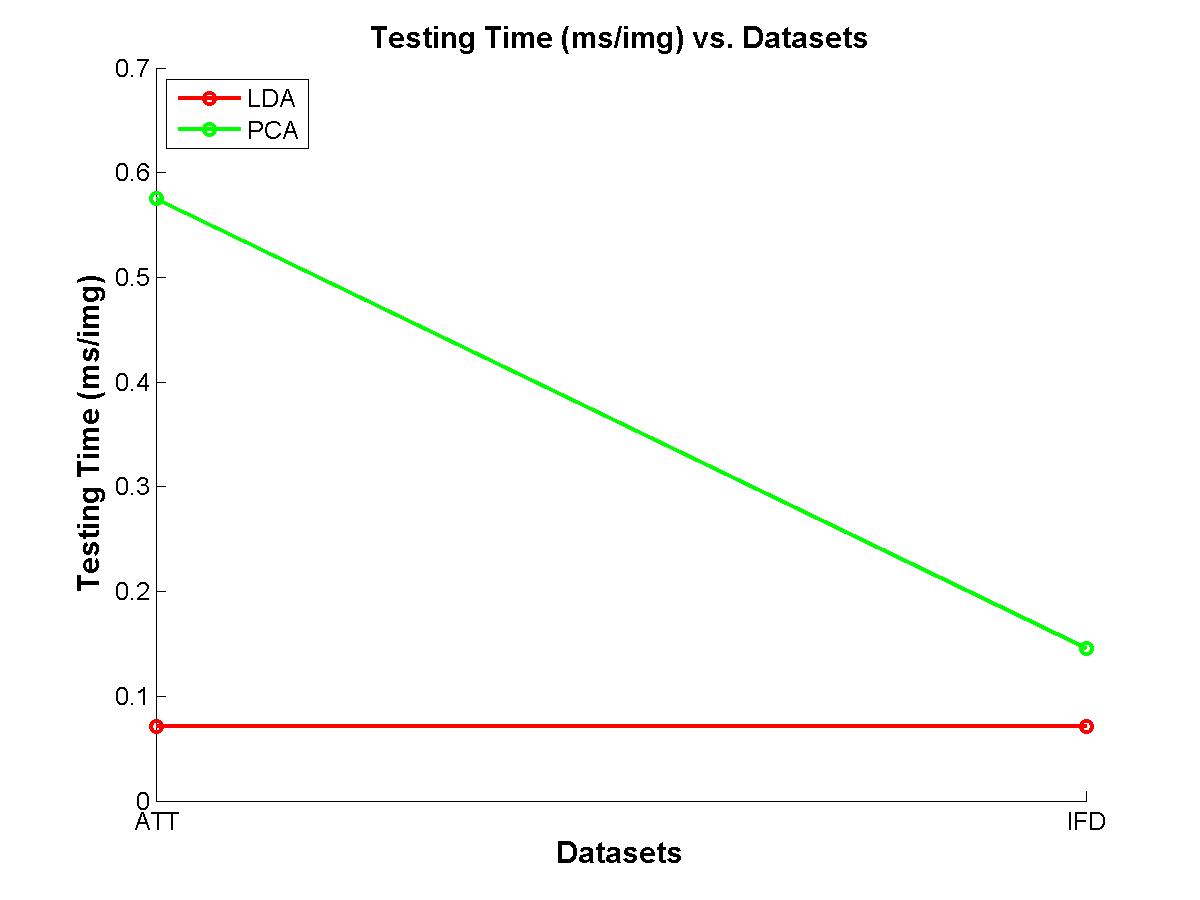 Testing Time (ms/img) vs. Datasets
0.7
LDA
PCA
0.6
0.5
0.4
0.3
0.2
0.1
0
Testing Time (ms/img)
ATT
IFD
Datasets